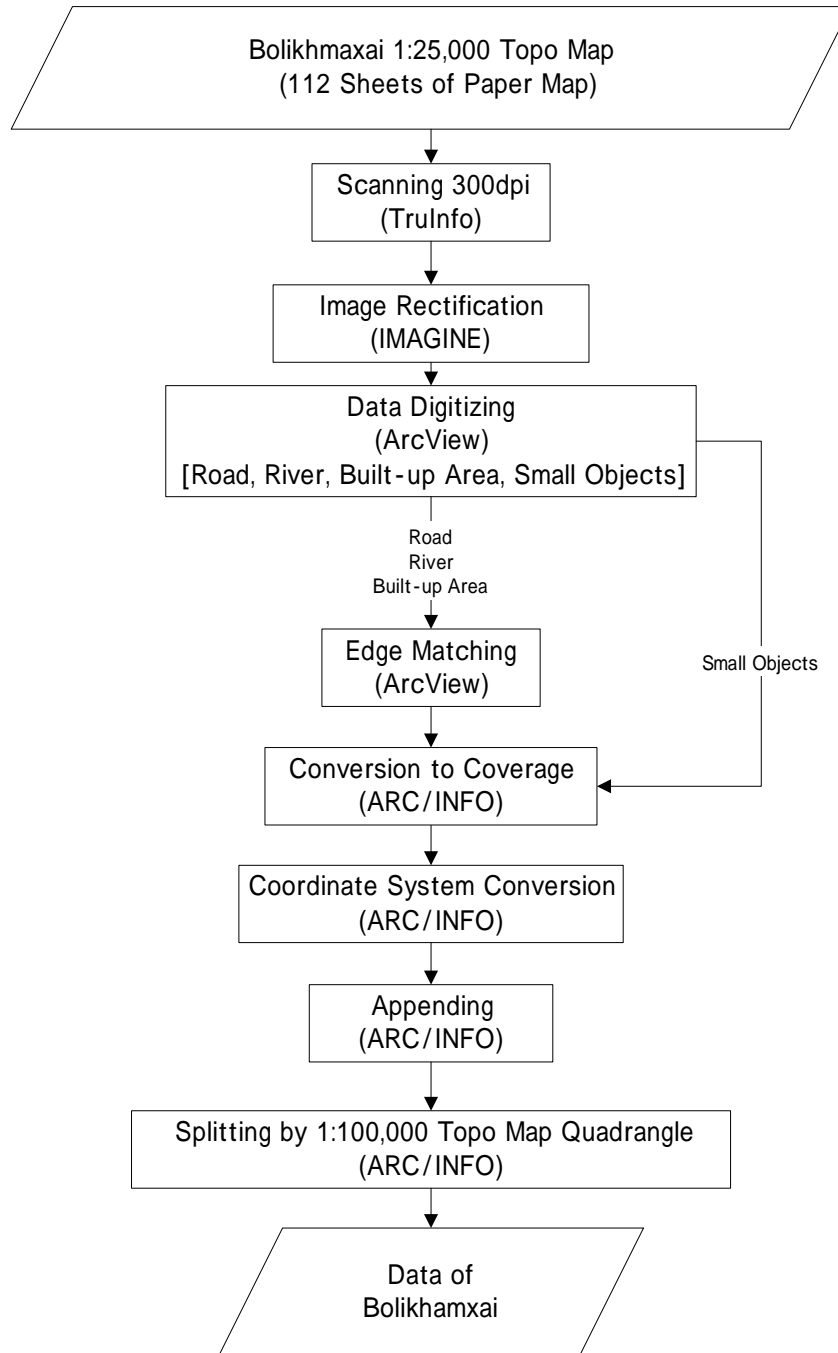 Bolikhmaxai 1:25,000 Topo Map
(112 Sheets of Paper Map)
Scanning 300dpi
(TruInfo)
Image Rectification
(IMAGINE)
Data Digitizing
(ArcView)
[Road, River, Built-up Area, Small Objects]
Road
River
Built-up Area
Edge Matching
(ArcView)
Small Objects
Conversion to Coverage
(ARC/INFO)
Coordinate System Conversion
(ARC/INFO)
Appending
(ARC/INFO)
Splitting by 1:100,000 Topo Map Quadrangle
(ARC/INFO)
Data of
Bolikhamxai